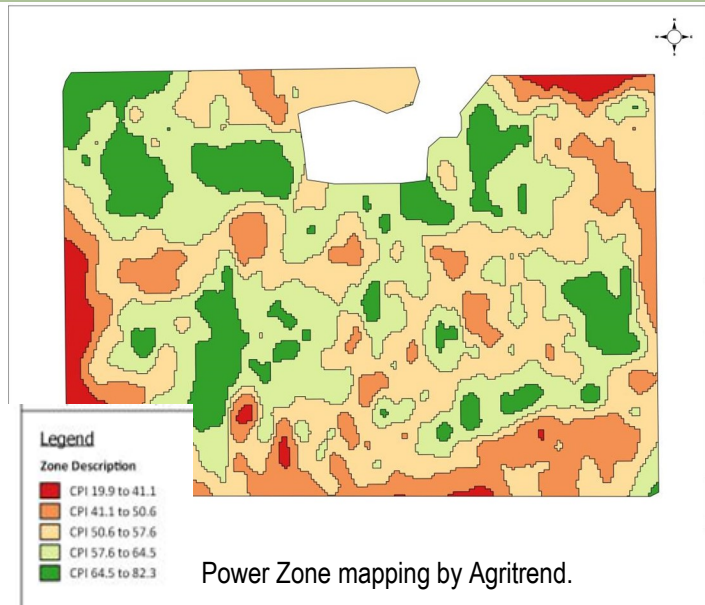 Legend
Zone Description
CPI 19.9 to 41.1
CPI 41.1 to 50.6
CPI 50.6 to 57.6
CPI 57.6 to 64.5
CPI 64.5 to 82.3
Power Zone mapping by Agritrend.